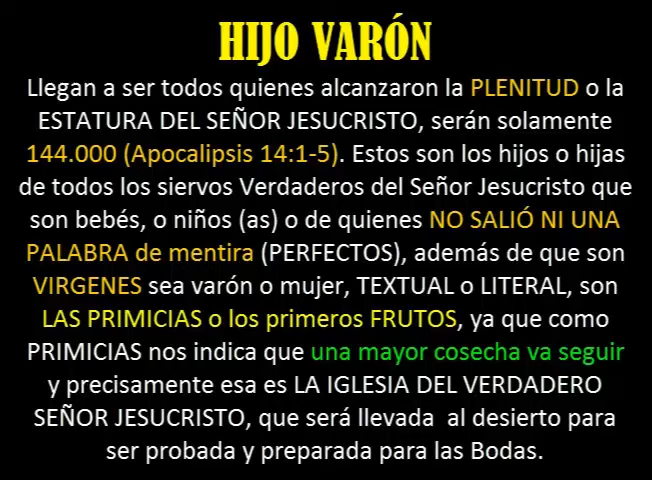 HIJO VARÓN
Llegan a ser todos quienes alcanzaron la PLENITUD o la
ESTATURA DEL SEÑOR JESUCRISTO, serán solamente
144.000 (Apocalipsis 14:1-5). Estos son los hijos o hijas
de todos los siervos Verdaderos del Señor Jesucristo que
son bebés, o niños (as) o de quienes NO SALIÓ NI UNA
PALABRA de mentira (PERFECTOS), además de que son
VIRGENES sea varón o mujer, TEXTUAL o LITERAL, son
LAS PRIMICIAS o los primeros FRUTOS, ya que como
PRIMICIAS nos indica que una mayor cosecha va seguir
y precisamente esa es LA IGLESIA DEL VERDADERO
SEÑOR JESUCRISTO, que será llevada al desierto para
ser probada y preparada para las Bodas.